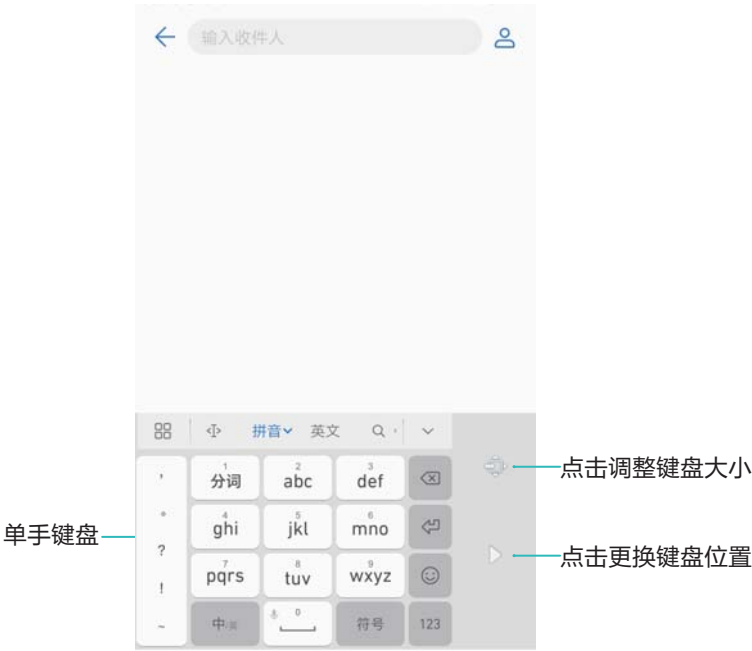 输入收件人
拼音 英文
点击调整键盘大小
, 1 分词 2 abc 3 def
单手键盘
。 4 ghi 5 jkl 6 mno
点击更换键盘位置
? 7 pqrs 8 tuv 9 wxyz
!
~ 中/英 0 符号 123